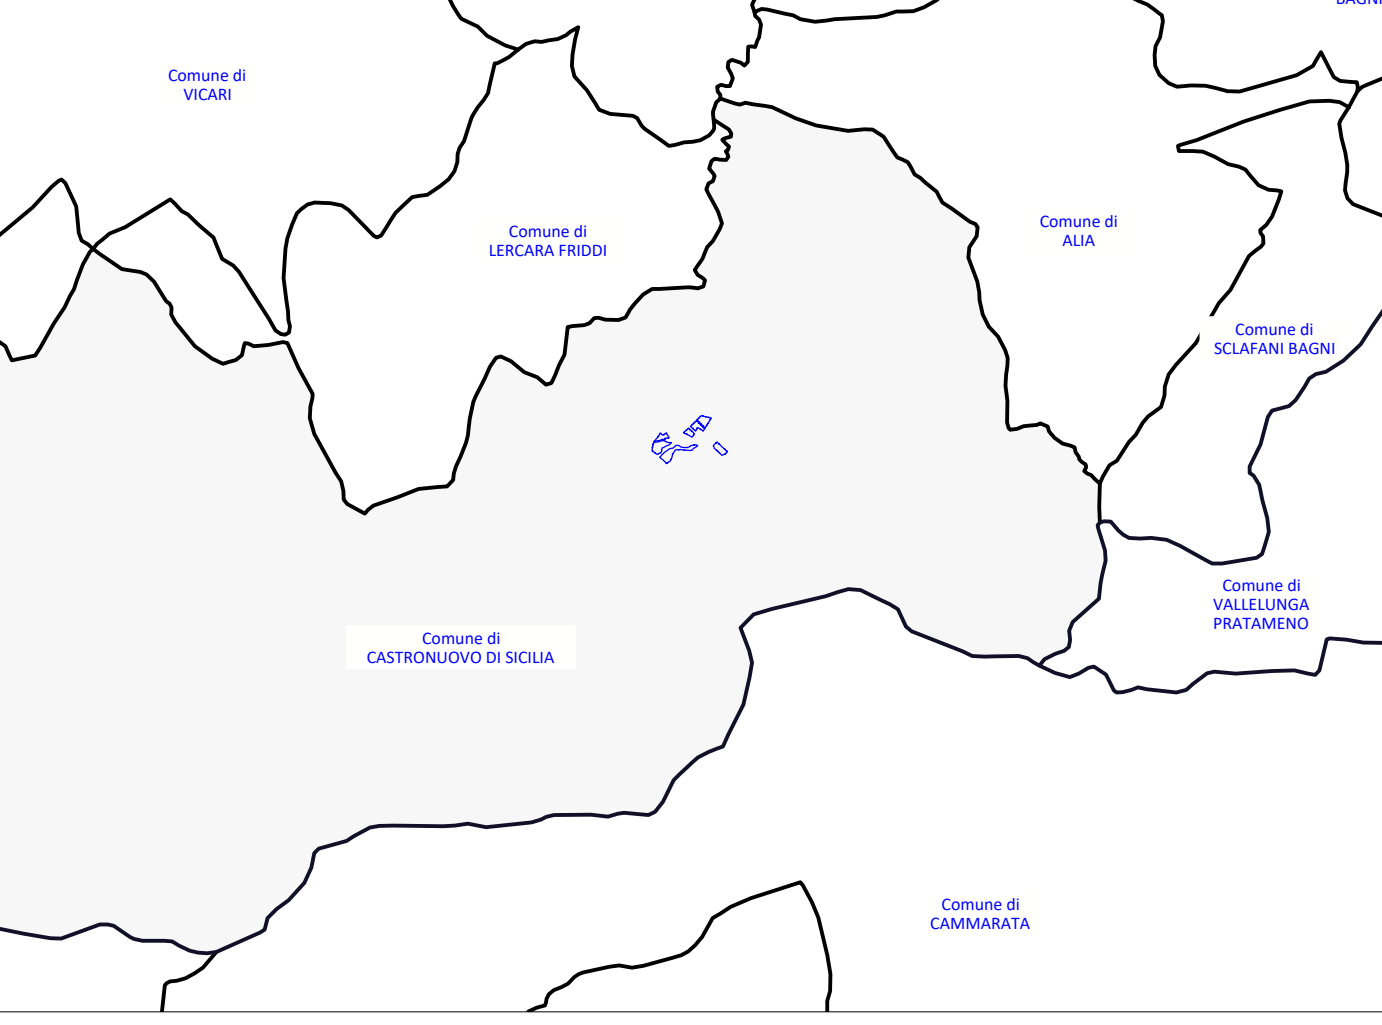 BAGNI
Comune di
VICARI
Comune di
LERCARA FRIDDI
Comune di
ALIA
Comune di
SCLAFANI BAGNI
Comune di
VALLELUNGA
PRATAMENO
Comune di
CASTRONUOVO DI SICILIA
Comune di
CAMMARATA